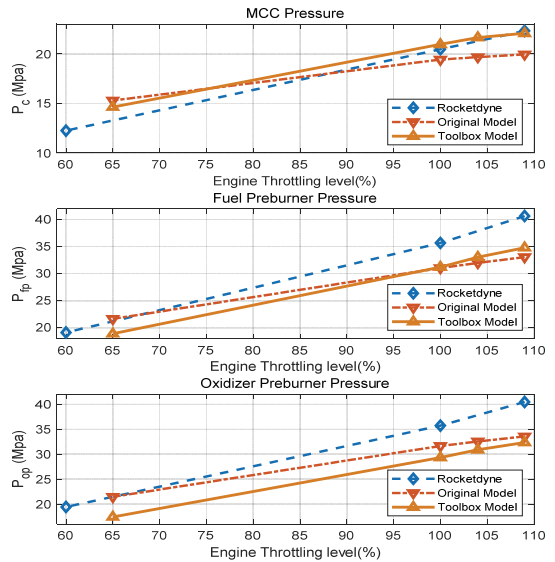 MCC Pressure
20
15
10
P_c (Mpa)
60 65 70 75 80 85 90 95 100 105 110
Engine Throttling level(%)
Rocketdyne
Original Model
Toolbox Model
Fuel Preburner Pressure
40
35
30
25
20
P_fp (Mpa)
60 65 70 75 80 85 90 95 100 105 110
Engine Throttling level(%)
Rocketdyne
Original Model
Toolbox Model
Oxidizer Preburner Pressure
40
35
30
25
20
P_op (Mpa)
60 65 70 75 80 85 90 95 100 105 110
Engine Throttling level(%)
Rocketdyne
Original Model
Toolbox Model